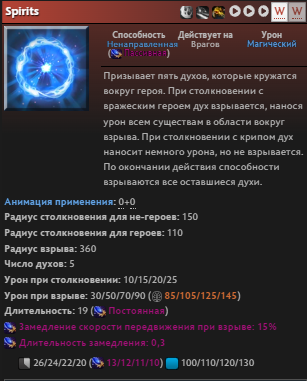 Spirits
W W
Способность
Ненаправленная
Действует на
Врагов
Урон
Магический
Призывает пять духов, которые кружатся
вокруг героя. При столкновении с
вражеским героем дух взрывается, нанося
урон всем существам в области вокруг
взрыва. При столкновении с крипом дух
наносит немного урона, но не взрывается.
По окончании действия способности
взрываются все оставшиеся духи.
Анимация применения: 0+0
Радиус столкновения для не-героев: 150
Радиус столкновения для героев: 110
Радиус взрыва: 360
Число духов: 5
Урон при столкновении: 10/15/20/25
Урон при взрыве: 30/50/70/90 ( 85/105/125/145)
Длительность: 19 ( Постоянная)
Замедление скорости передвижения при взрыве: 15%
Длительность замедления: 0,3
26/24/22/20 ( 13/12/11/10) 100/110/120/130